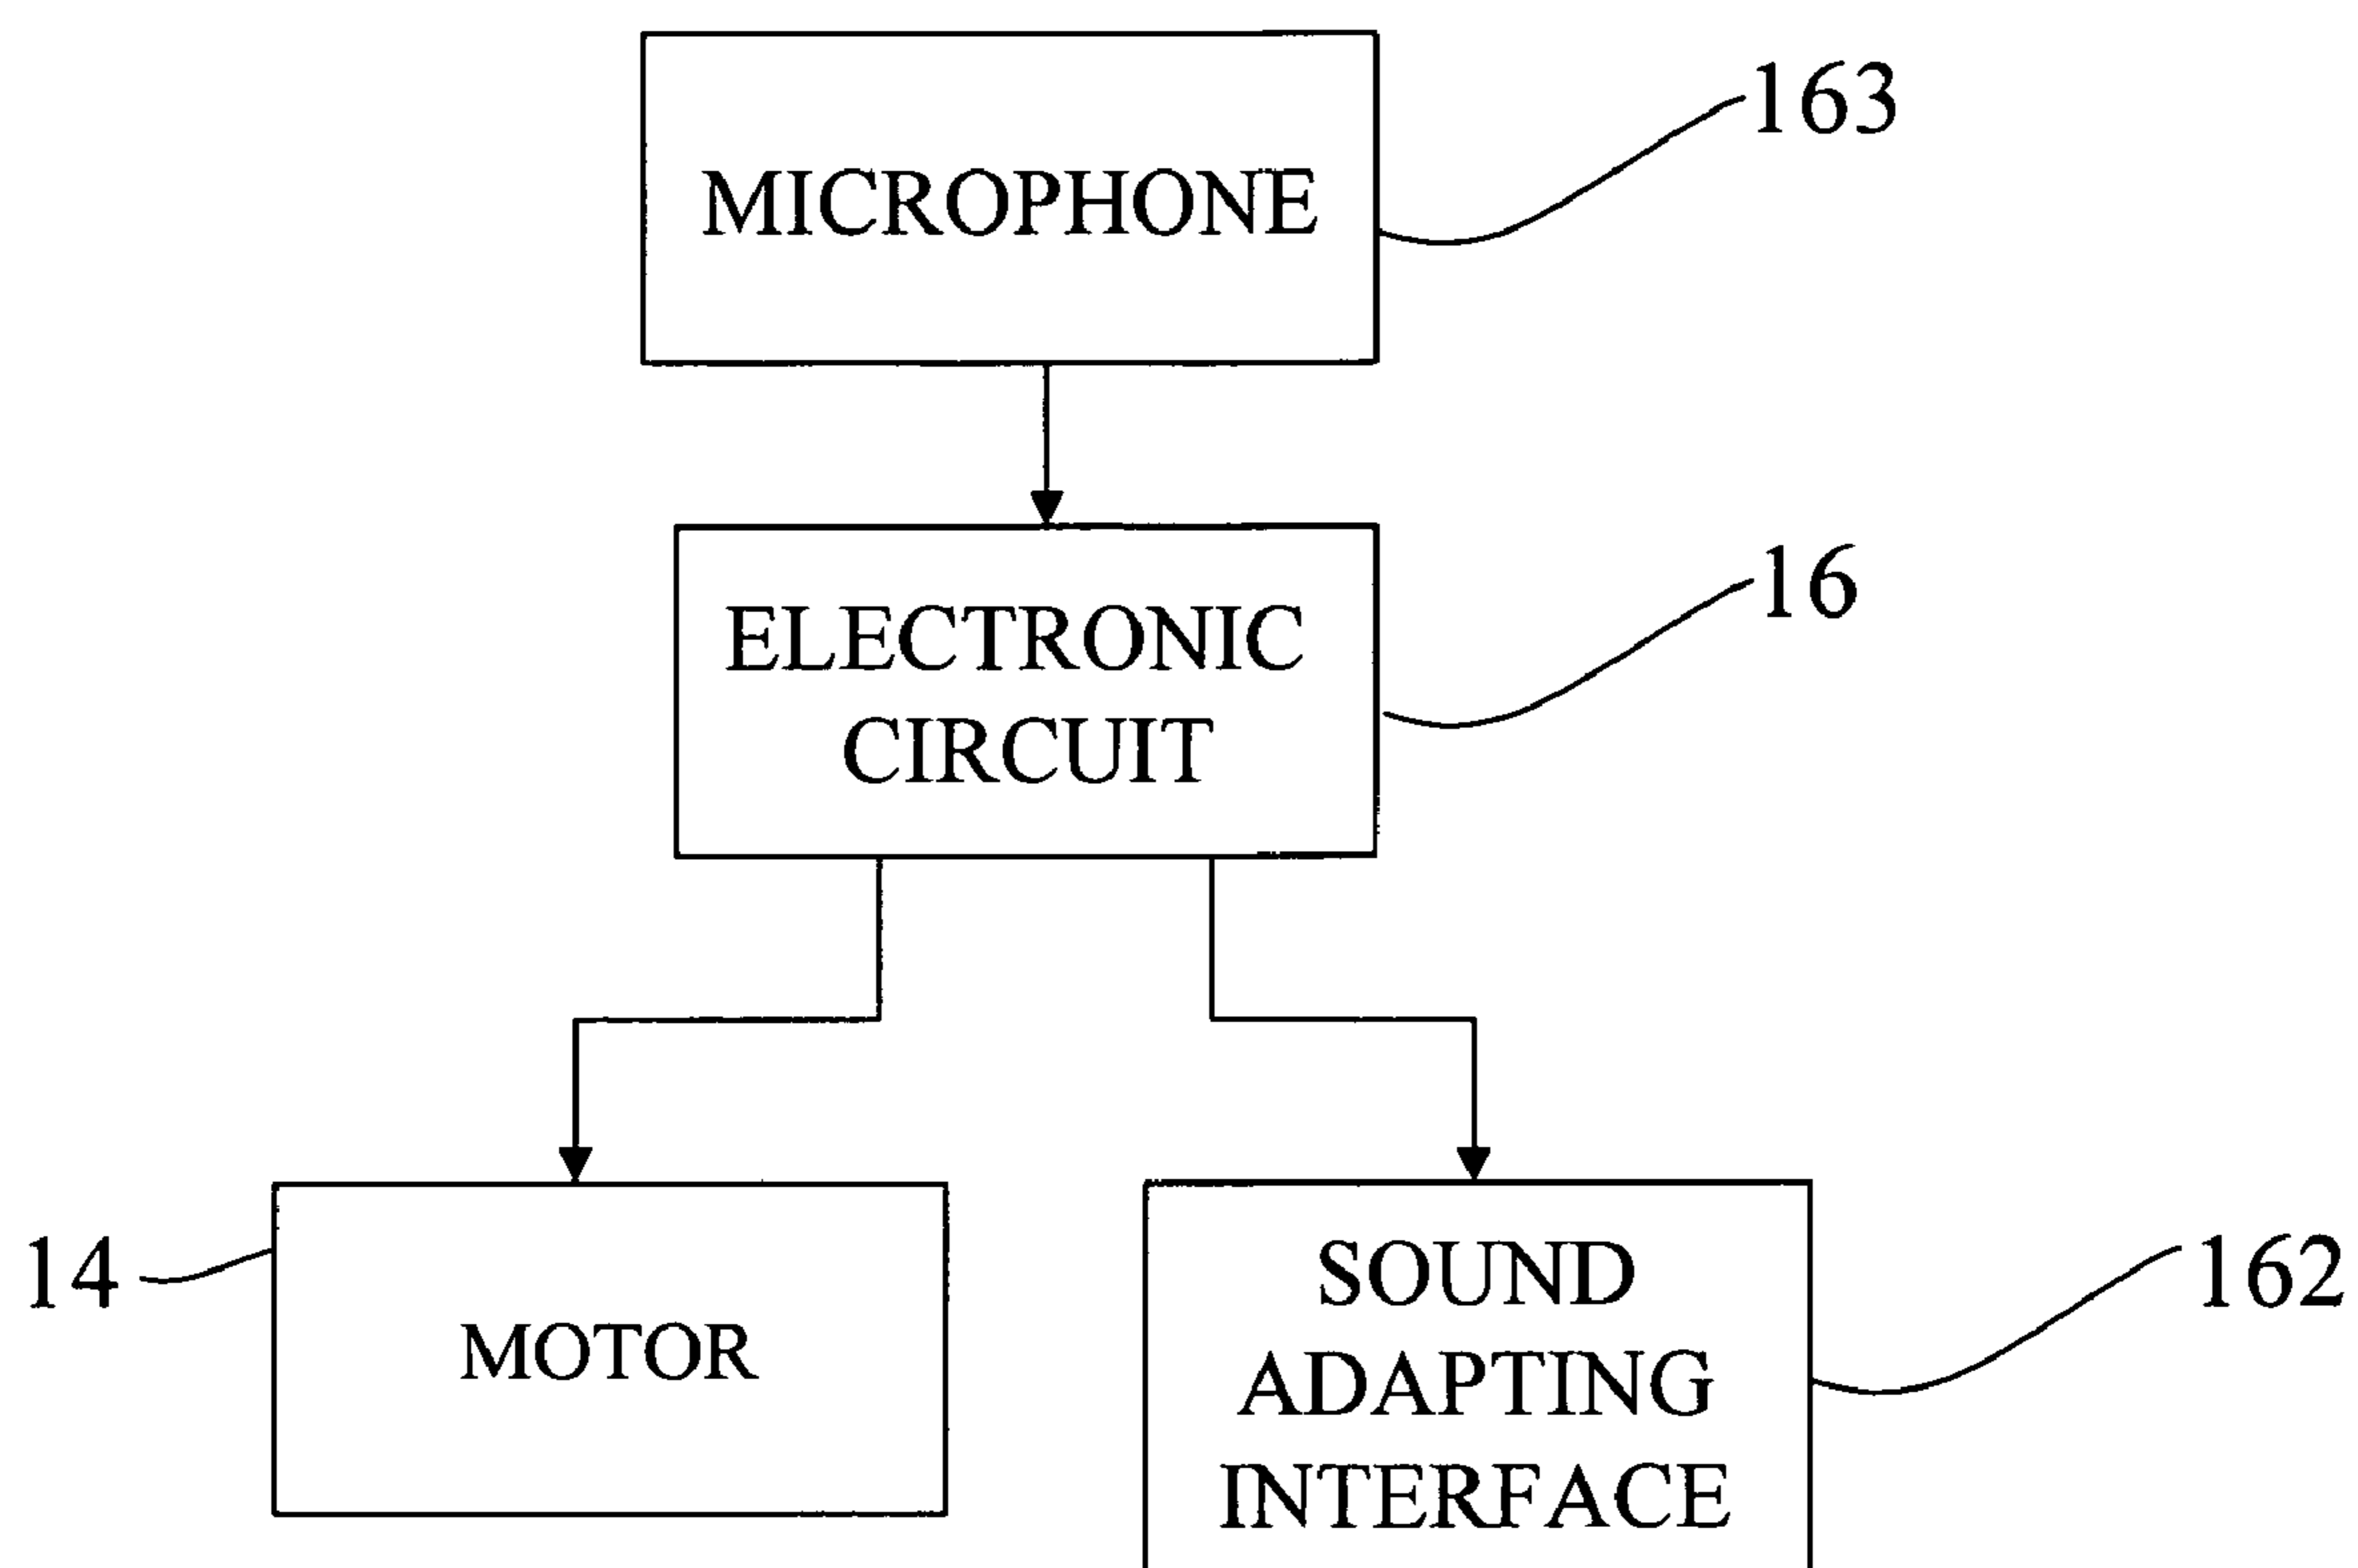 163
MICROPHONE
16
ELECTRONIC
CIRCUIT
14
MOTOR
SOUND
ADAPTING
INTERFACE
162